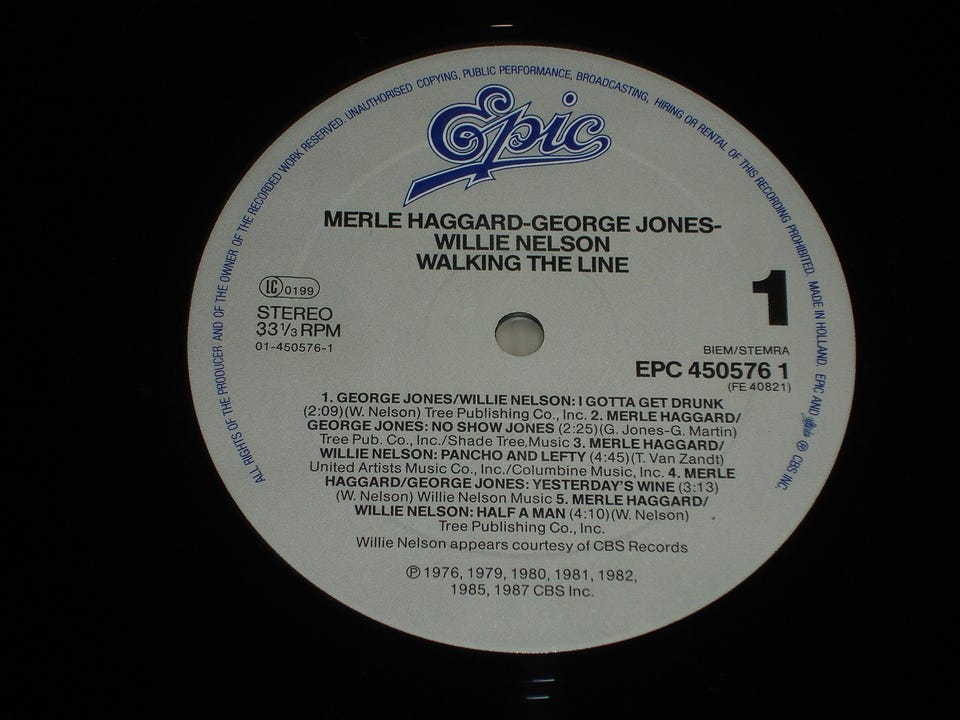 ALL RIGHTS OF THE PRODUCER AND OF THE OWNER OF THE RECORDED WORK RESERVED. UNAUTHORISED COPYING, PUBLIC PERFORMANCE, BROADCASTING, HIRING OR RENTAL OF THIS RECORDING PROHIBITED. MADE IN HOLLAND. EPIC AND Epic ® CBS INC.
Epic
MERLE HAGGARD-GEORGE JONES-
WILLIE NELSON
WALKING THE LINE
LC 0199
STEREO
33⅓ RPM
01-450576-1
1
BIEM/STEMRA
EPC 450576 1
(FE 40821)
1. GEORGE JONES/WILLIE NELSON: I GOTTA GET DRUNK
(2:09)(W. Nelson) Tree Publishing Co., Inc. 2. MERLE HAGGARD/
GEORGE JONES: NO SHOW JONES (2:25)(G. Jones-G. Martin)
Tree Pub. Co., Inc./Shade Tree,Music 3. MERLE HAGGARD/
WILLIE NELSON: PANCHO AND LEFTY (4:45)(T. Van Zandt)
United Artists Music Co., Inc./Columbine Music, Inc. 4. MERLE
HAGGARD/GEORGE JONES: YESTERDAY'S WINE (3:13)
(W. Nelson) Willie Nelson Music 5. MERLE HAGGARD/
WILLIE NELSON: HALF A MAN (4:10)(W. Nelson)
Tree Publishing Co., Inc.
Willie Nelson appears courtesy of CBS Records
℗ 1976, 1979, 1980, 1981, 1982,
1985, 1987 CBS Inc.